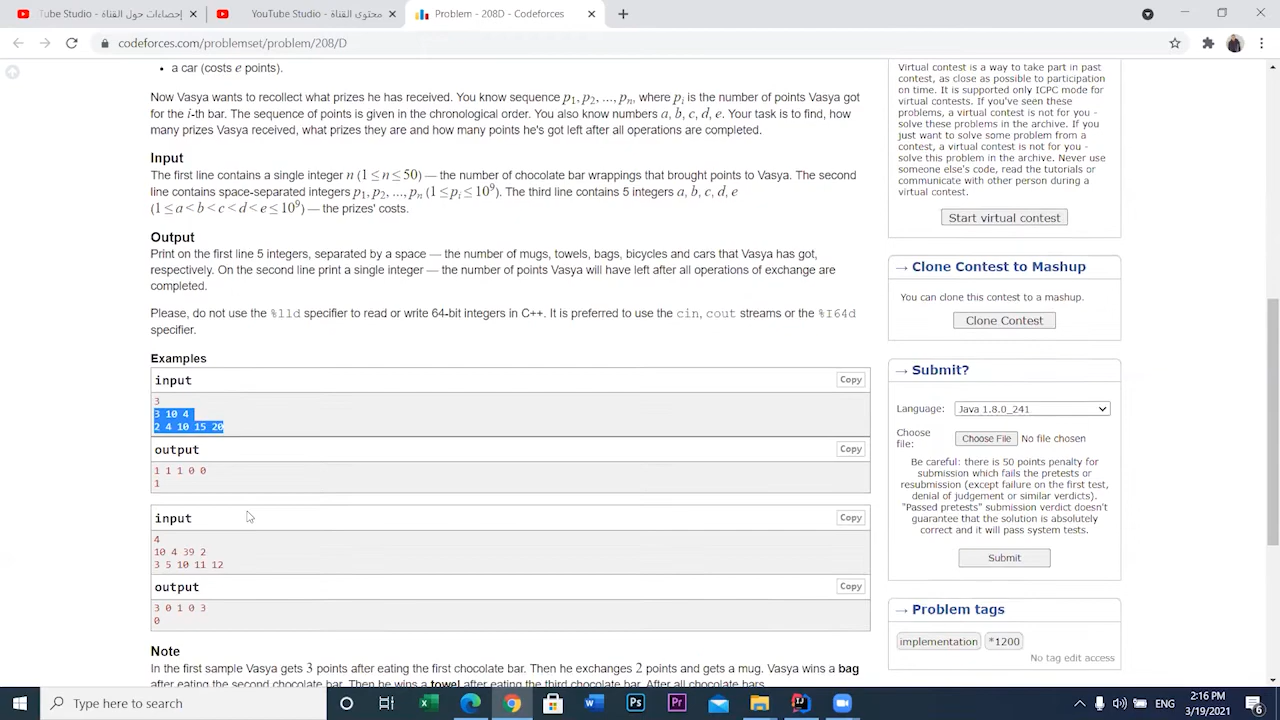 Tube Studio - إحصاءات حول القناة
YouTube Studio - محتوى القناة
Problem - 208D - Codeforces
codeforces.com/problemset/problem/208/D
• a car (costs e points).
Now Vasya wants to recollect what prizes he has received. You know sequence p1, p2, ..., pn, where pi is the number of points Vasya got
for the i-th bar. The sequence of points is given in the chronological order. You also know numbers a, b, c, d, e. Your task is to find, how
many prizes Vasya received, what prizes they are and how many points he's got left after all operations are completed.
Input
The first line contains a single integer n (1 ≤ n ≤ 50) — the number of chocolate bar wrappings that brought points to Vasya. The second
line contains space-separated integers p1, p2, ..., pn (1 ≤ pi ≤ 10^9). The third line contains 5 integers a, b, c, d, e
(1 ≤ a < b < c < d < e ≤ 10^9) — the prizes' costs.
Output
Print on the first line 5 integers, separated by a space — the number of mugs, towels, bags, bicycles and cars that Vasya has got,
respectively. On the second line print a single integer — the number of points Vasya will have left after all operations of exchange are
completed.
Please, do not use the %lld specifier to read or write 64-bit integers in C++. It is preferred to use the cin, cout streams or the %I64d
specifier.
Examples
input
Copy
3
3 10 4
2 4 10 15 20
output
Copy
1 1 1 0 0
1
input
Copy
4
10 4 39 2
3 5 10 11 12
output
Copy
3 0 1 0 3
0
Note
In the first sample Vasya gets 3 points after eating the first chocolate bar. Then he exchanges 2 points and gets a mug. Vasya wins a bag
after eating the second chocolate bar. Then he wins a towel after eating the third chocolate bar. After all chocolate bars
Virtual contest is a way to take part in past
contest, as close as possible to participation
on time. It is supported only ICPC mode for
virtual contests. If you've seen these
problems, a virtual contest is not for you -
solve these problems in the archive. If you
just want to solve some problem from a
contest, a virtual contest is not for you -
solve this problem in the archive. Never use
someone else's code, read the tutorials or
communicate with other person during a
virtual contest.
Start virtual contest
→ Clone Contest to Mashup
You can clone this contest to a mashup.
Clone Contest
→ Submit?
Language: Java 1.8.0_241
Choose
file: Choose File No file chosen
Be careful: there is 50 points penalty for
submission which fails the pretests or
resubmission (except failure on the first test,
denial of judgement or similar verdicts).
"Passed pretests" submission verdict doesn't
guarantee that the solution is absolutely
correct and it will pass system tests.
Submit
→ Problem tags
implementation *1200
No tag edit access
Type here to search
ENG
2:16 PM
3/19/2021
6